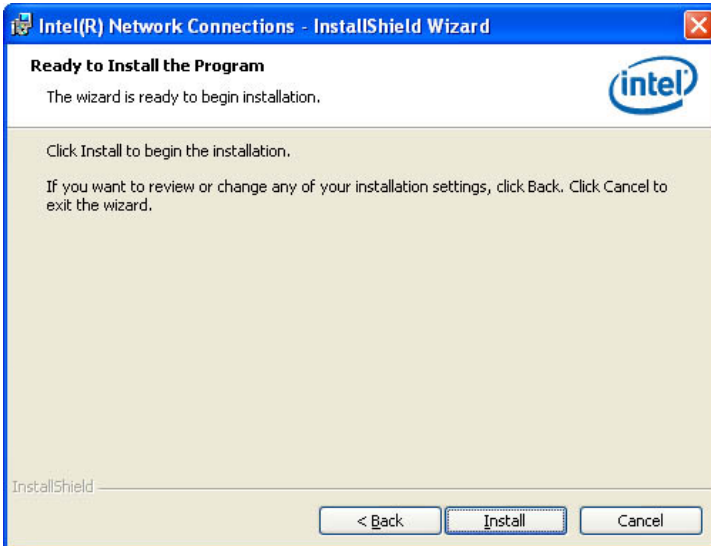 Intel(R) Network Connections - InstallShield Wizard
Ready to Install the Program
The wizard is ready to begin installation.
intel
Click Install to begin the installation.
If you want to review or change any of your installation settings, click Back. Click Cancel to
exit the wizard.
InstallShield
< Back
Install
Cancel